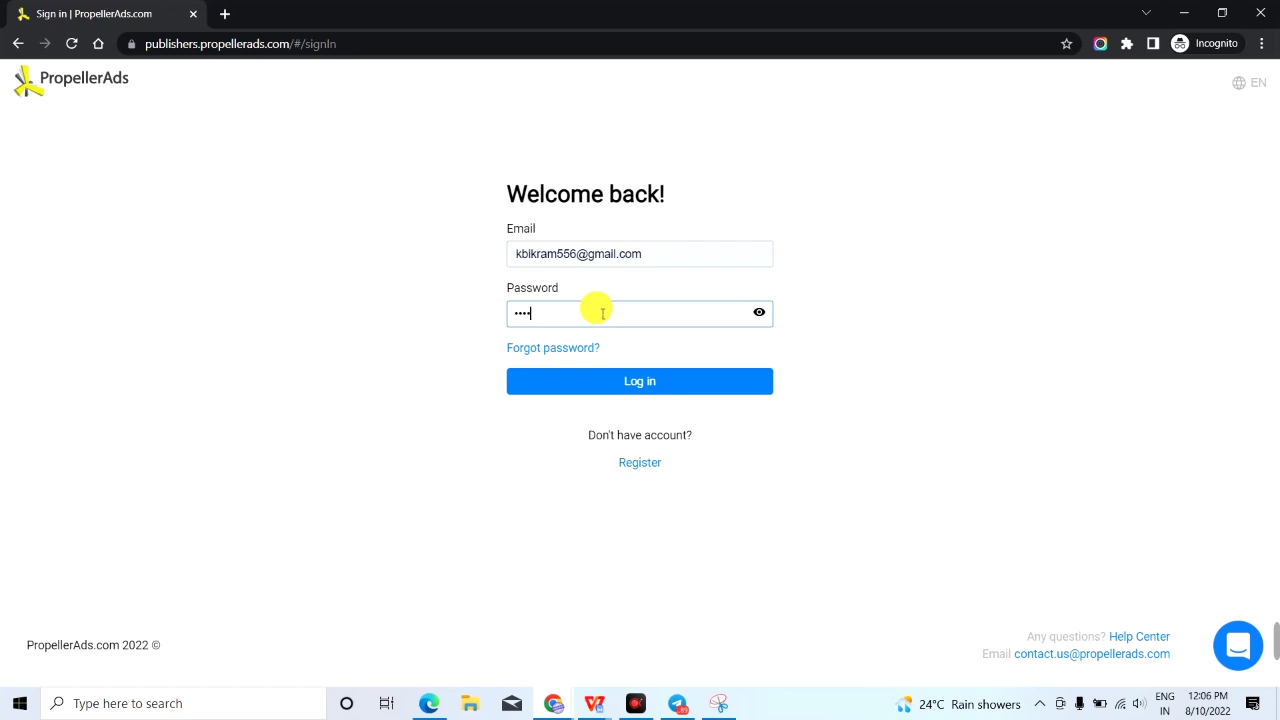 Sign in | PropellerAds.com
publishers.propellerads.com/#/signIn
Incognito
PropellerAds
EN
Welcome back!
Email
kblkram556@gmail.com
Password
••••
Forgot password?
Log in
Don't have account?
Register
PropellerAds.com 2022 ©
Any questions? Help Center
Email contact.us@propellerads.com
Type here to search
24°C Rain showers
ENG
IN
12:06 PM
8/10/2022